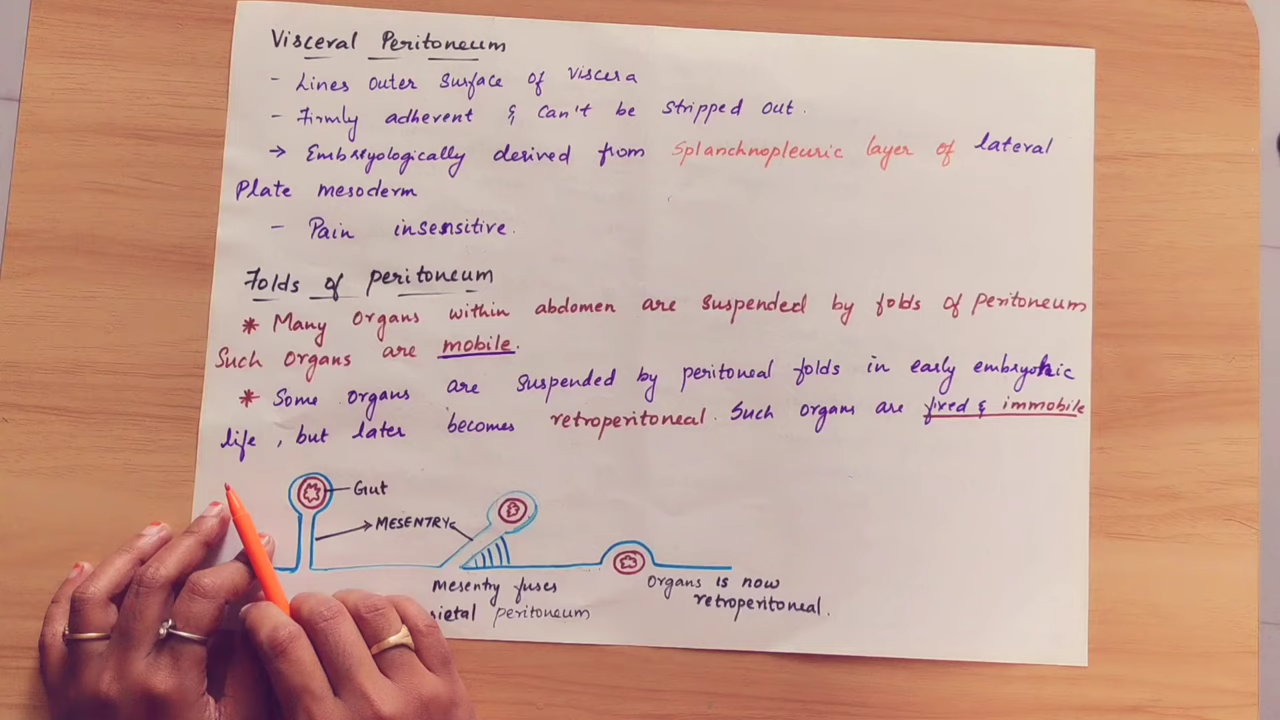 Visceral Peritoneum
- Lines outer surface of Viscera
- Firmly adherent & Can't be stripped out.
→ Embryologically derived from Splanchnopleuric layer of lateral
Plate mesoderm
- Pain insensitive.
Folds of peritoneum
* Many organs within abdomen are suspended by folds of peritoneum
Such organs are mobile.
* Some organs are suspended by peritoneal folds in early embryonic
life, but later becomes retroperitoneal. Such organs are fixed & immobile
Gut
MESENTRY
Mesentry fuses
peritoneum
Organs is now
retroperitoneal.